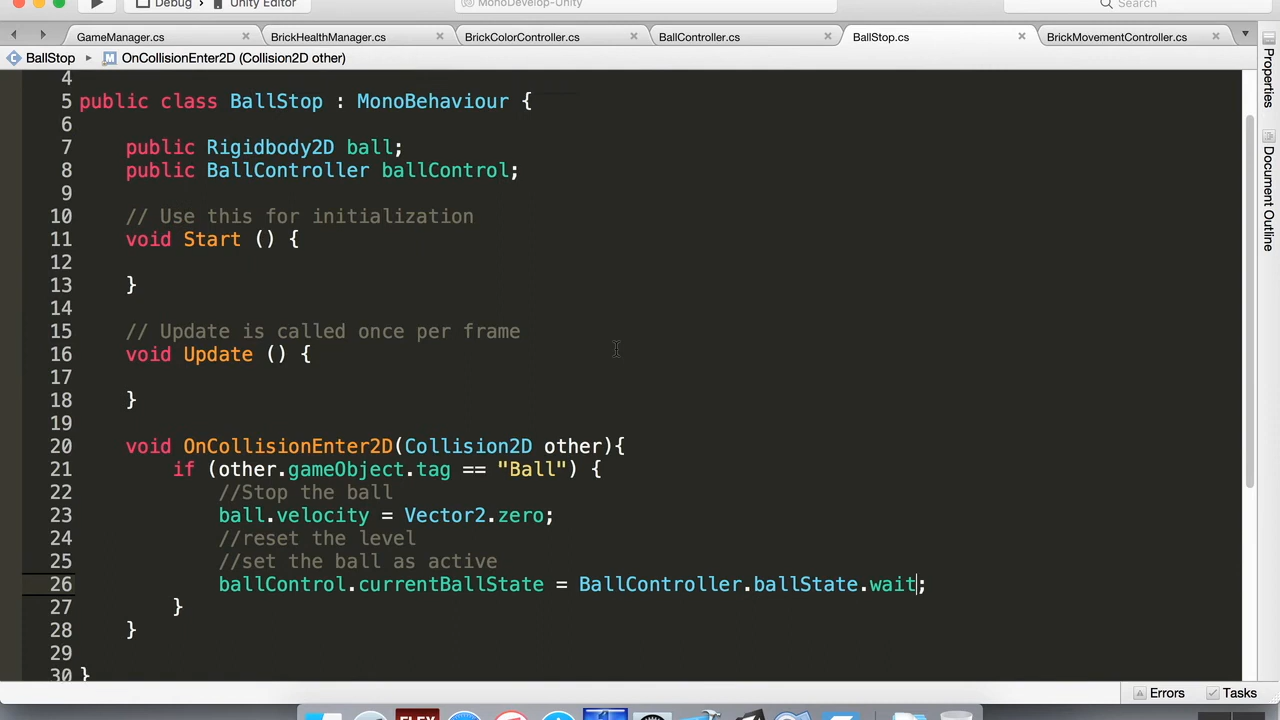 Debug
Unity Editor
MonoDevelop-Unity
Search
GameManager.cs
BrickHealthManager.cs
BrickColorController.cs
BallController.cs
BallStop.cs
BrickMovementController.cs
BallStop
OnCollisionEnter2D (Collision2D other)
4
5 public class BallStop : MonoBehaviour {
6
7 public Rigidbody2D ball;
8 public BallController ballControl;
9
10 // Use this for initialization
11 void Start () {
12
13 }
14
15 // Update is called once per frame
16 void Update () {
17
18 }
19
20 void OnCollisionEnter2D(Collision2D other){
21 if (other.gameObject.tag == "Ball") {
22 //Stop the ball
23 ball.velocity = Vector2.zero;
24 //reset the level
25 //set the ball as active
26 ballControl.currentBallState = BallController.ballState.wait;
27 }
28 }
29
30 }
Properties
Document Outline
Errors
Tasks
FLEX